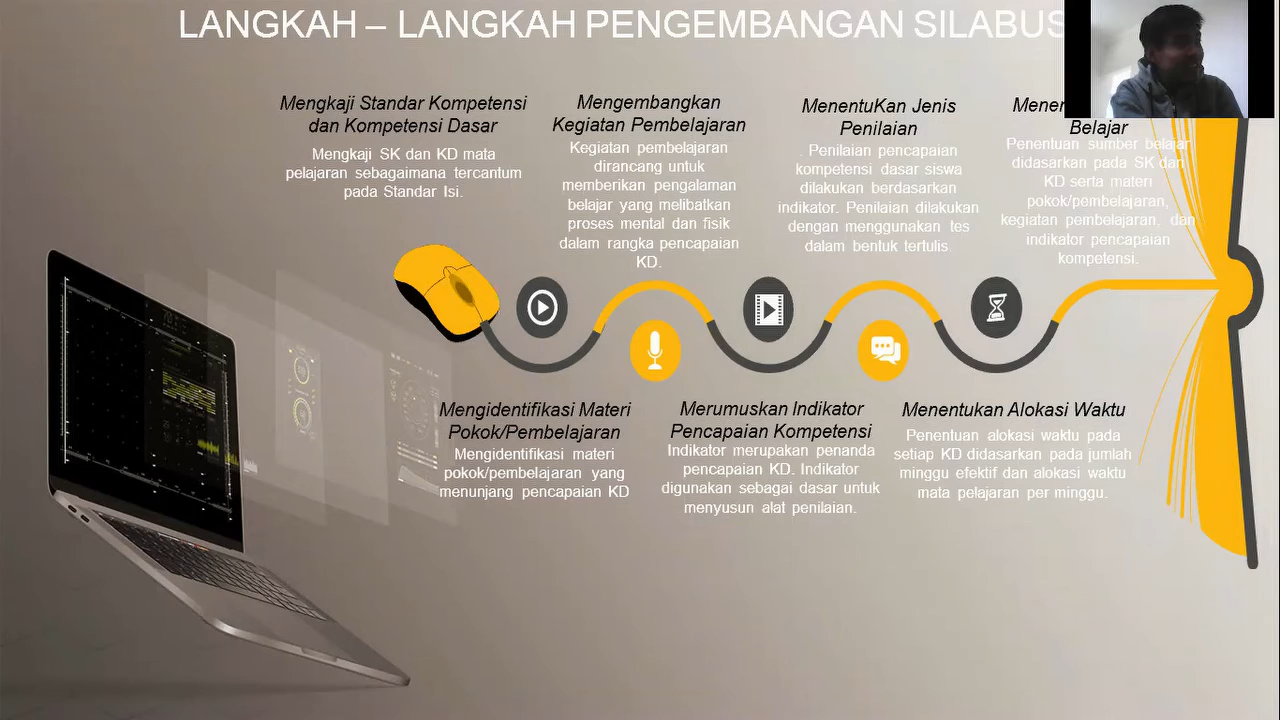 LANGKAH – LANGKAH PENGEMBANGAN SILABUS
Mengkaji Standar Kompetensi
dan Kompetensi Dasar
Mengkaji SK dan KD mata
pelajaran sebagaimana tercantum
pada Standar Isi.
Mengembangkan
Kegiatan Pembelajaran
Kegiatan pembelajaran
dirancang untuk
memberikan pengalaman
belajar yang melibatkan
proses mental dan fisik
dalam rangka pencapaian
KD.
MenentuKan Jenis
Penilaian
. Penilaian pencapaian
kompetensi dasar siswa
dilakukan berdasarkan
indikator. Penilaian dilakukan
dengan menggunakan tes
dalam bentuk tertulis
Belajar
Penentuan sumber belajar
didasarkan pada SK dan
KD serta materi
pokok/pembelajaran,
kegiatan pembelajaran, dan
indikator pencapaian
kompetensi.
Mengidentifikasi Materi
Pokok/Pembelajaran
Mengidentifikasi materi
pokok/pembelajaran yang
menunjang pencapaian KD
Merumuskan Indikator
Pencapaian Kompetensi
Indikator merupakan penanda
pencapaian KD. Indikator
digunakan sebagai dasar untuk
menyusun alat penilaian.
Menentukan Alokasi Waktu
Penentuan alokasi waktu pada
setiap KD didasarkan pada jumlah
minggu efektif dan alokasi waktu
mata pelajaran per minggu.